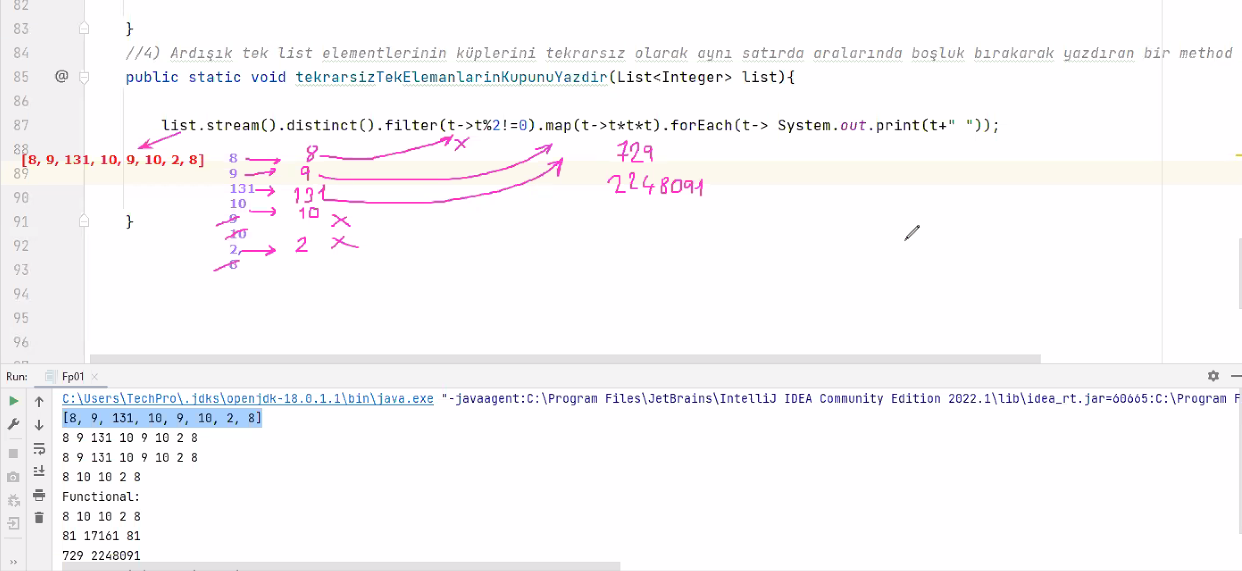 82
83 }
84 //4) Ardışık tek list elementlerinin küplerini tekrarsız olarak aynı satırda aralarında boşluk bırakarak yazdıran bir method
85 @ public static void tekrarsizTekElemanlarinKupunuYazdir(List<Integer> list){
86
87 list.stream().distinct().filter(t->t%2!=0).map(t->t*t*t).forEach(t-> System.out.print(t+" "));
88
[8, 9, 131, 10, 9, 10, 2, 8]
8 8 x 729
89
9 9 2248091
131 131
90
10 10 x
9
91 }
10
2, 2 x
92
8
93
94
95
96
Run: Fp01 ×
C:\Users\TechPro\.jdks\openjdk-18.0.1.1\bin\java.exe "-javaagent:C:\Program Files\JetBrains\IntelliJ IDEA Community Edition 2022.1\lib\idea_rt.jar=60665:C:\Program F
[8, 9, 131, 10, 9, 10, 2, 8]
8 9 131 10 9 10 2 8
8 9 131 10 9 10 2 8
8 10 10 2 8
Functional:
8 10 10 2 8
81 17161 81
729 2248091